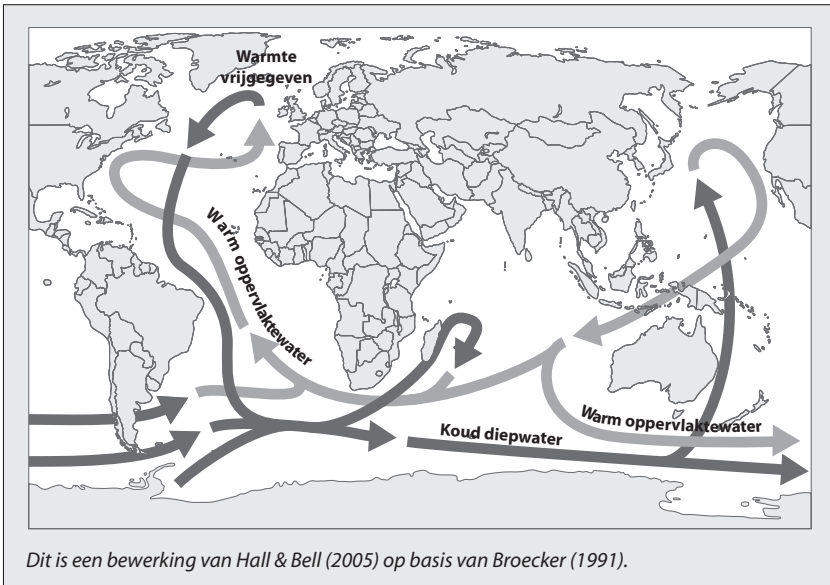 Warmte
vrijgegeven
Warm oppervlaktewater
Koud diepwater
Warm oppervlaktewater
Dit is een bewerking van Hall & Bell (2005) op basis van Broecker (1991).